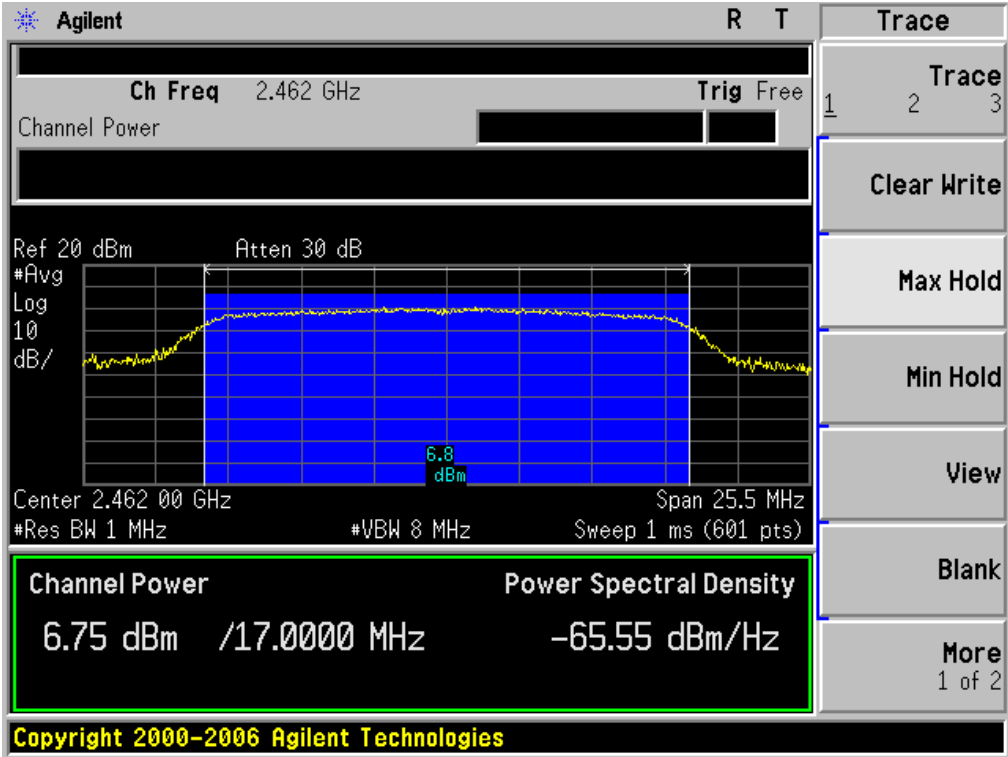 Agilent R T Trace
Ch Freq 2.462 GHz Trig Free
Channel Power
Trace
1 2 3
Clear Write
Max Hold
Min Hold
View
Blank
More
1 of 2
Ref 20 dBm Atten 30 dB
#Avg
Log
10
dB/
6.8
dBm
Center 2.462 00 GHz Span 25.5 MHz
#Res BW 1 MHz #VBW 8 MHz Sweep 1 ms (601 pts)
Channel Power Power Spectral Density
6.75 dBm /17.0000 MHz -65.55 dBm/Hz
Copyright 2000-2006 Agilent Technologies